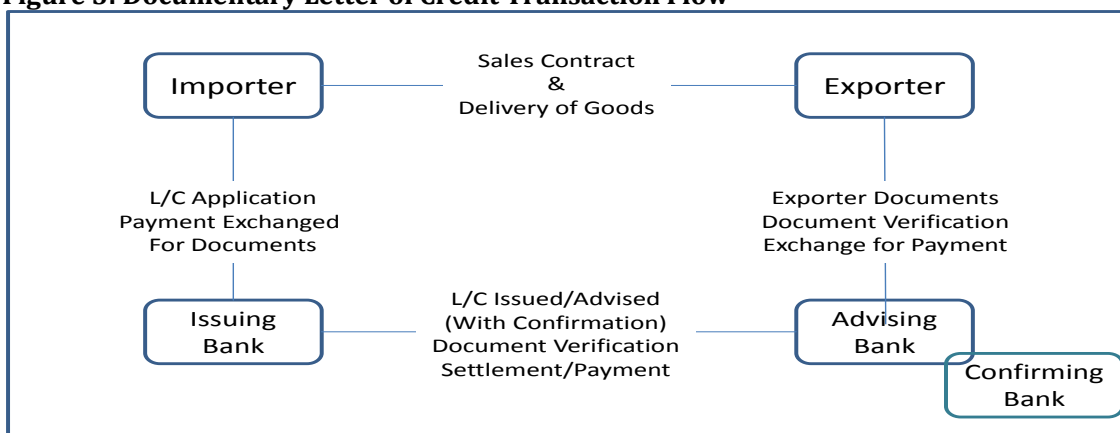 Figure 3: Documentary Letter of Credit Transaction Flow
Importer
Sales Contract
&
Delivery of Goods
Exporter
L/C Application
Payment Exchanged
For Documents
Exporter Documents
Document Verification
Exchange for Payment
Issuing
Bank
L/C Issued/Advised
(With Confirmation)
Document Verification
Settlement/Payment
Advising
Bank
Confirming
Bank